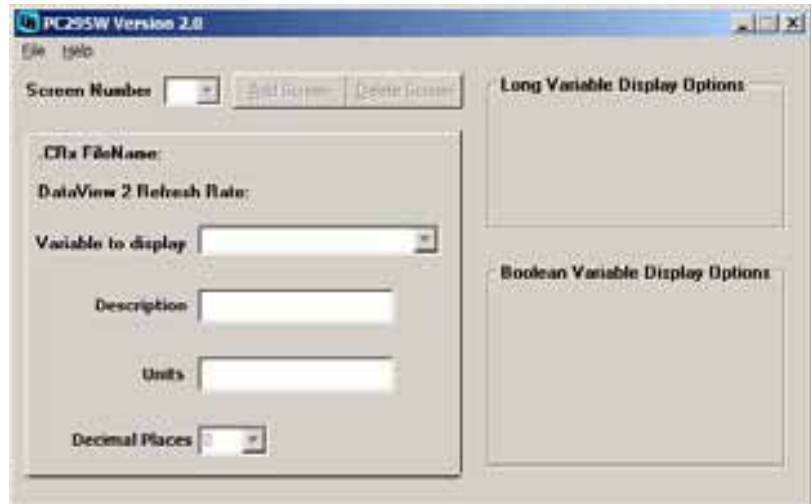 PC295W Version 2.0
File Help
Screen Number
Add Screen Delete Screen
Long Variable Display Options
.CRx FileName:
DataView 2 Refresh Rate:
Variable to display
Boolean Variable Display Options
Description
Units
Decimal Places